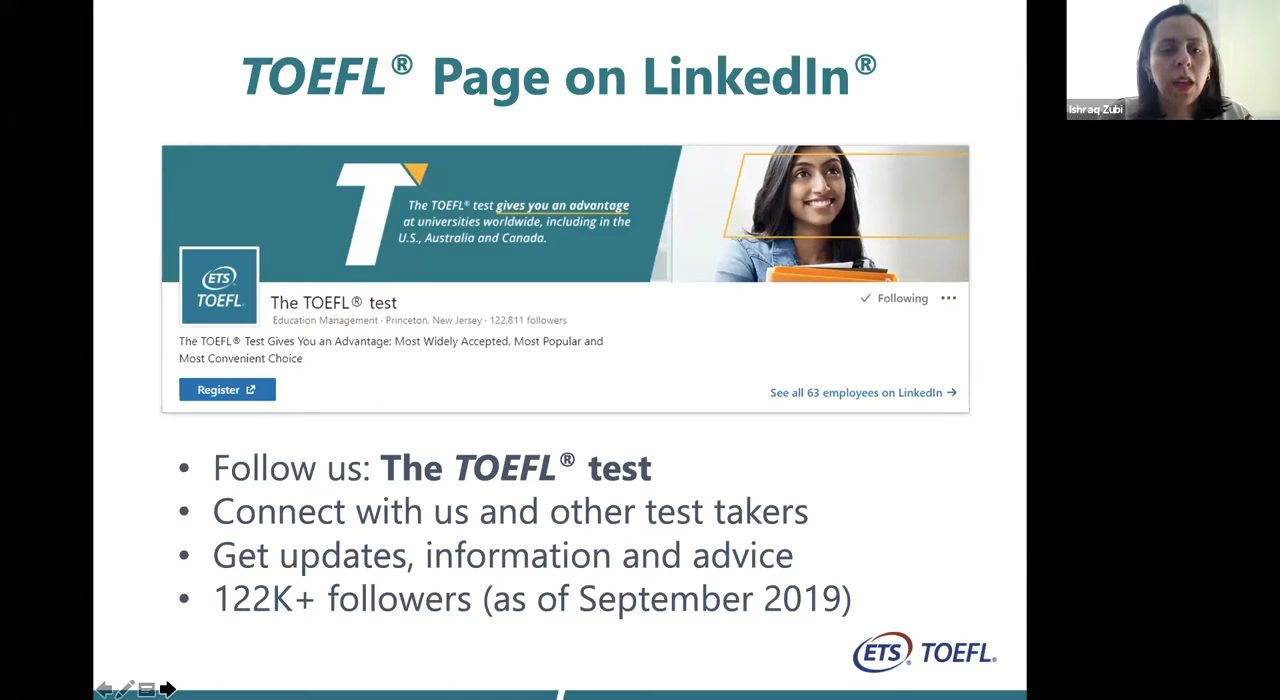 TOEFL® Page on LinkedIn®
Ishraq Zubi
The TOEFL® test gives you an advantage
at universities worldwide, including in the
U.S., Australia and Canada.
ETS
TOEFL.
The TOEFL® test
Following
Education Management · Princeton, New Jersey · 122,811 followers
The TOEFL® Test Gives You an Advantage: Most Widely Accepted, Most Popular and
Most Convenient Choice
Register
See all 63 employees on LinkedIn →
• Follow us: The TOEFL® test
• Connect with us and other test takers
• Get updates, information and advice
• 122K+ followers (as of September 2019)
ETS® TOEFL®